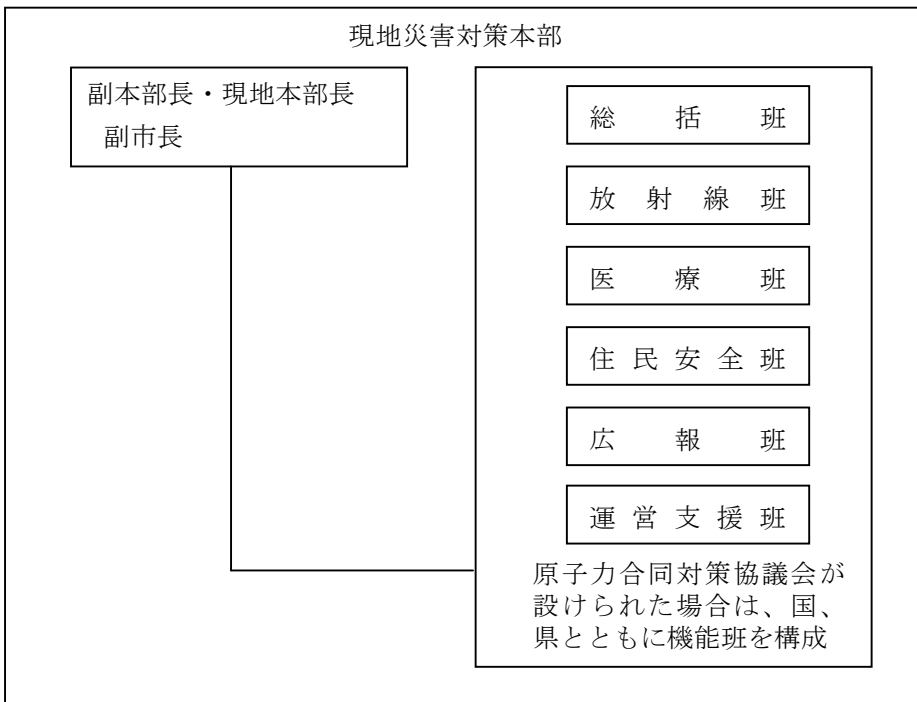 現地災害対策本部
副本部長・現地本部長
副市長
総括班
放射線班
医療班
住民安全班
広報班
運営支援班
原子力合同対策協議会が
設けられた場合は、国、
県とともに機能班を構成